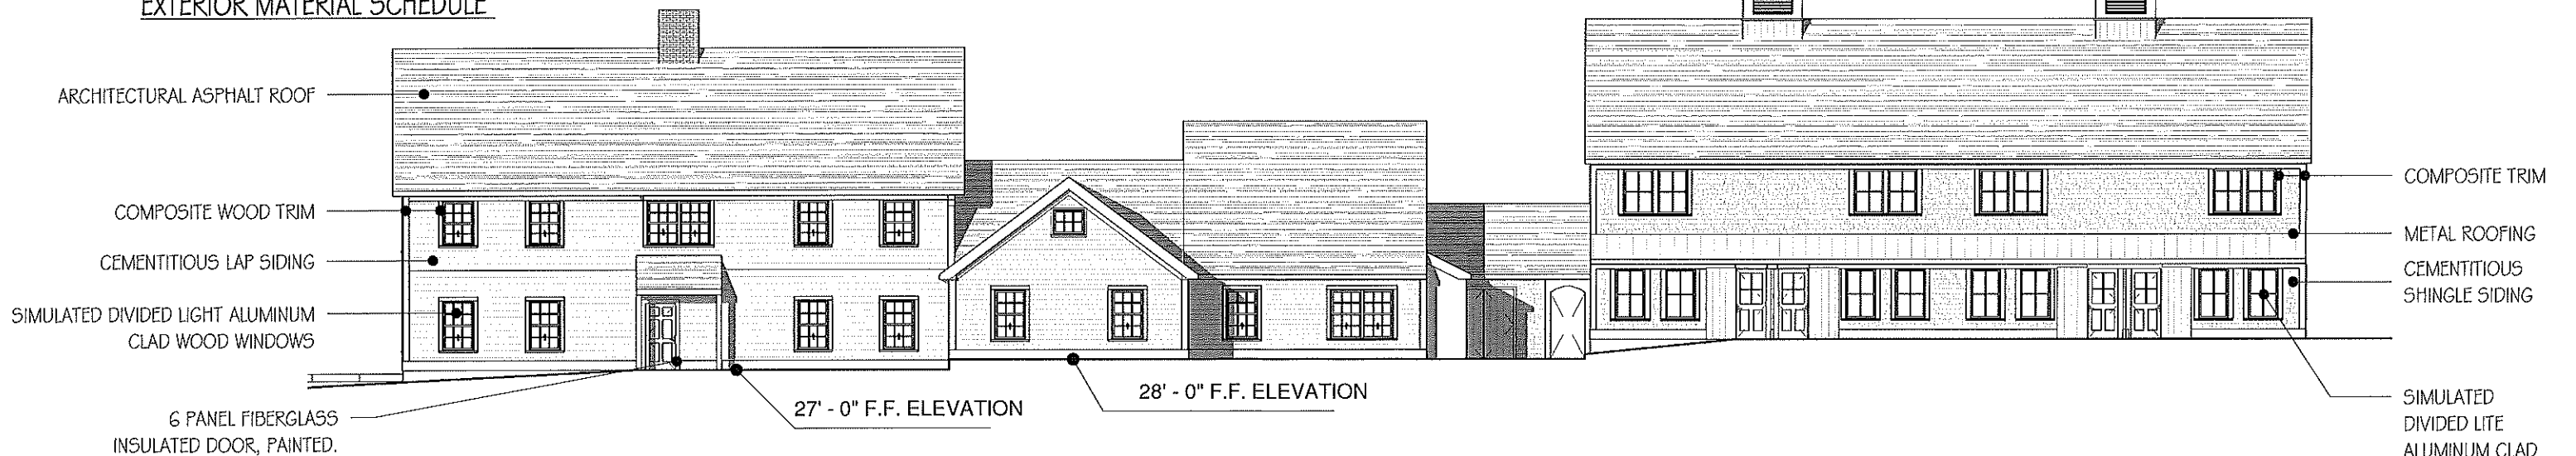 EXTERIOR MATERIAL SCHEDULE
ARCHITECTURAL ASPHALT ROOF
COMPOSITE WOOD TRIM
CEMENTITIOUS LAP SIDING
SIMULATED DIVIDED LIGHT ALUMINUM
CLAD WOOD WINDOWS
6 PANEL FIBERGLASS
INSULATED DOOR, PAINTED.
27' - 0" F.F. ELEVATION
28' - 0" F.F. ELEVATION
COMPOSITE TRIM
METAL ROOFING
CEMENTITIOUS
SHINGLE SIDING
SIMULATED
DIVIDED LITE
ALUMINUM CLAD